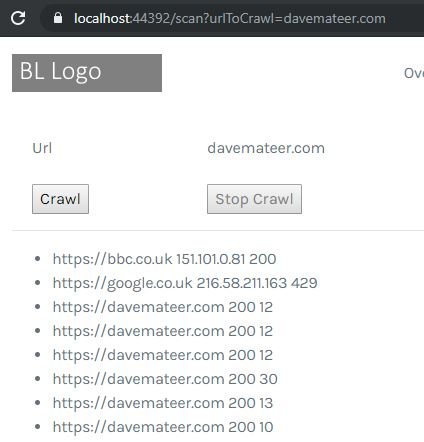 localhost:44392/scan?urlToCrawl=davemateer.com
BL Logo
Ove
Url davemateer.com
Crawl Stop Crawl
https://bbc.co.uk 151.101.0.81 200
https://google.co.uk 216.58.211.163 429
https://davemateer.com 200 12
https://davemateer.com 200 12
https://davemateer.com 200 12
https://davemateer.com 200 30
https://davemateer.com 200 13
https://davemateer.com 200 10